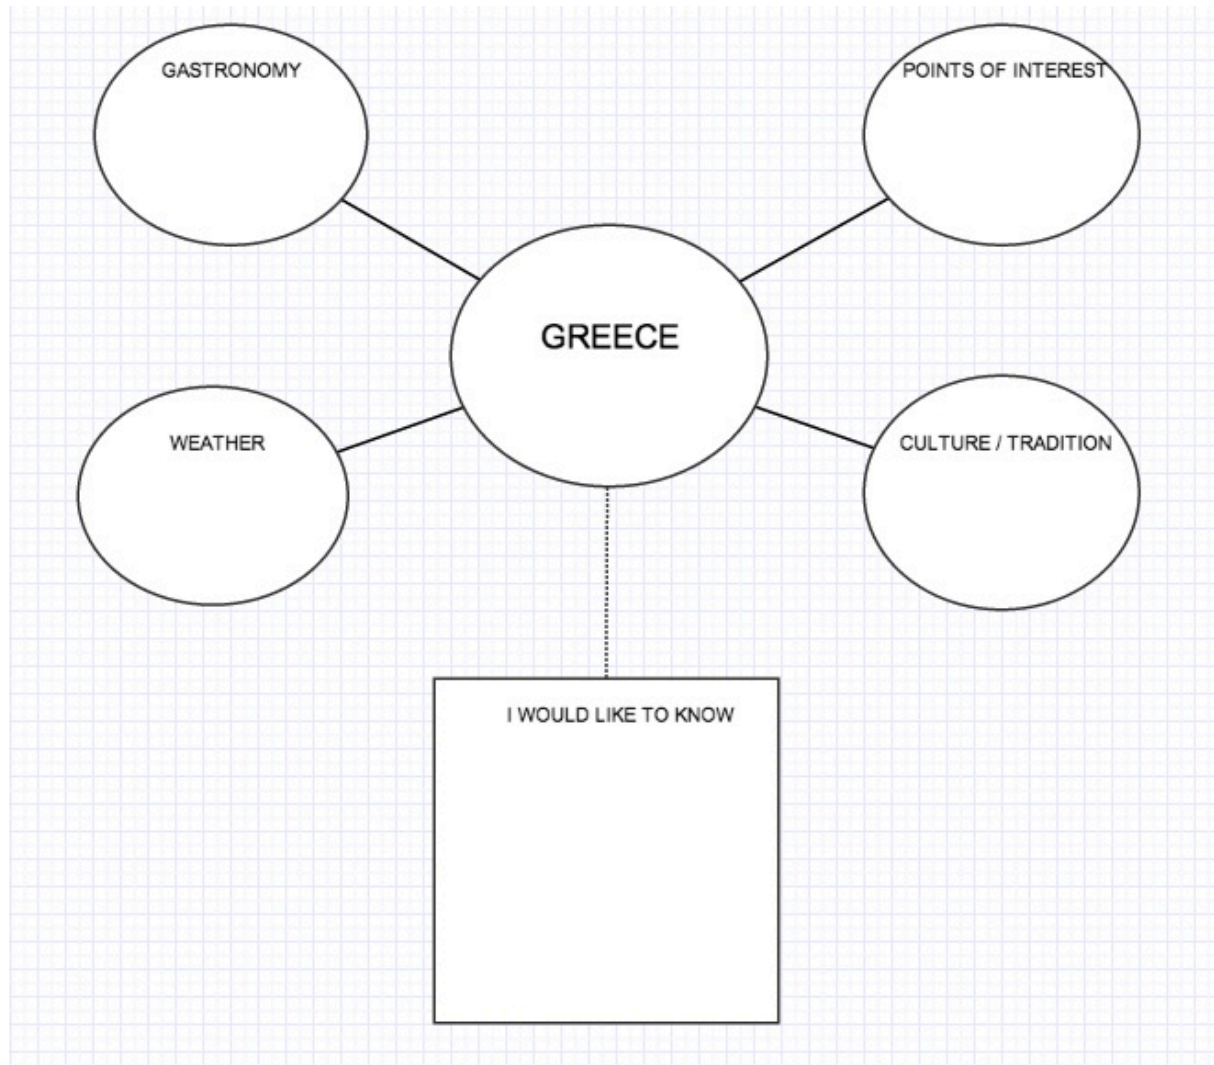 GASTRONOMY
POINTS OF INTEREST
GREECE
WEATHER
CULTURE / TRADITION
I WOULD LIKE TO KNOW